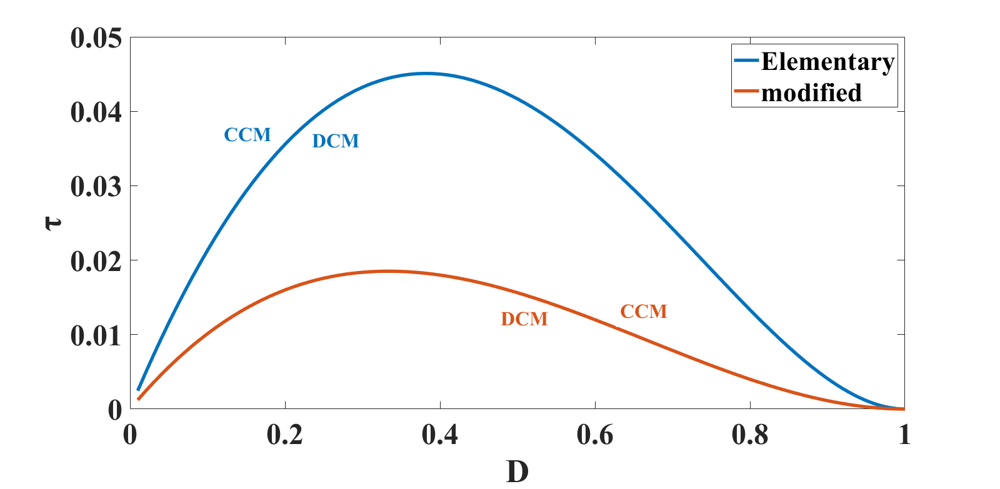 0.05
0.04
0.03
0.02
0.01
0
τ
0
0.2
0.4
0.6
0.8
1
D
Elementary
modified
CCM
DCM
DCM
CCM